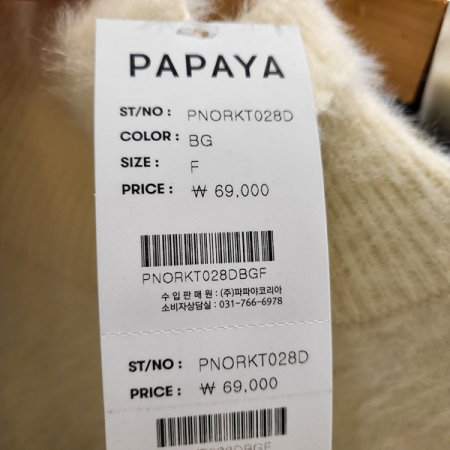 PAPAYA
ST/NO : PNORKT028D
COLOR : BG
SIZE : F
PRICE : ₩ 69,000
PNORKT028DBGF
수 입 판 매 원 : (주)파파야코리아
소비자상담실 : 031-766-6978
ST/NO : PNORKT028D
PRICE : ₩ 69,000
PNORKT028DBGF